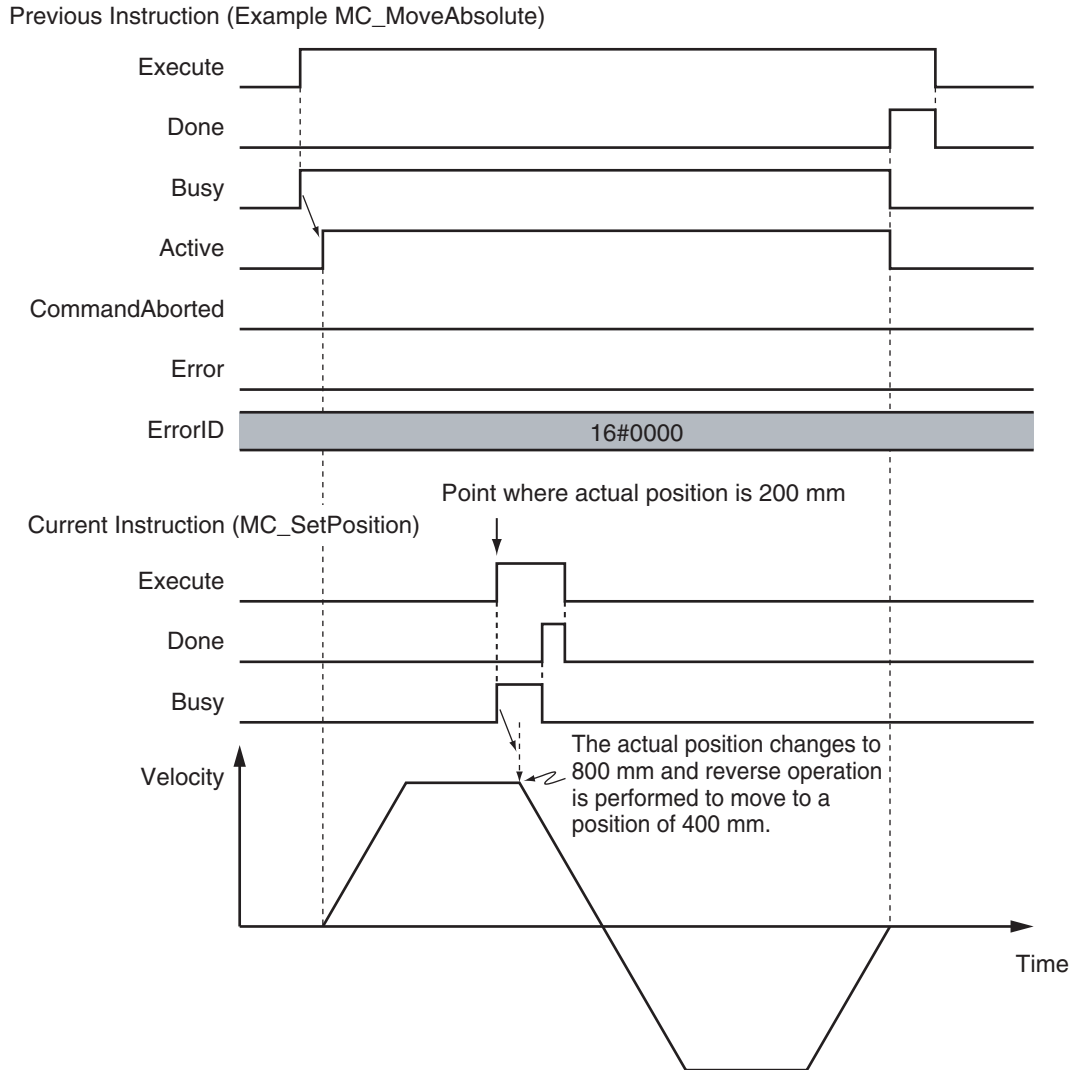 Previous Instruction (Example MC_MoveAbsolute)
Execute
Done
Busy
Active
CommandAborted
Error
ErrorID
16#0000
Point where actual position is 200 mm
Current Instruction (MC_SetPosition)
Execute
Done
Busy
The actual position changes to
800 mm and reverse operation
is performed to move to a
position of 400 mm.
Velocity
Time